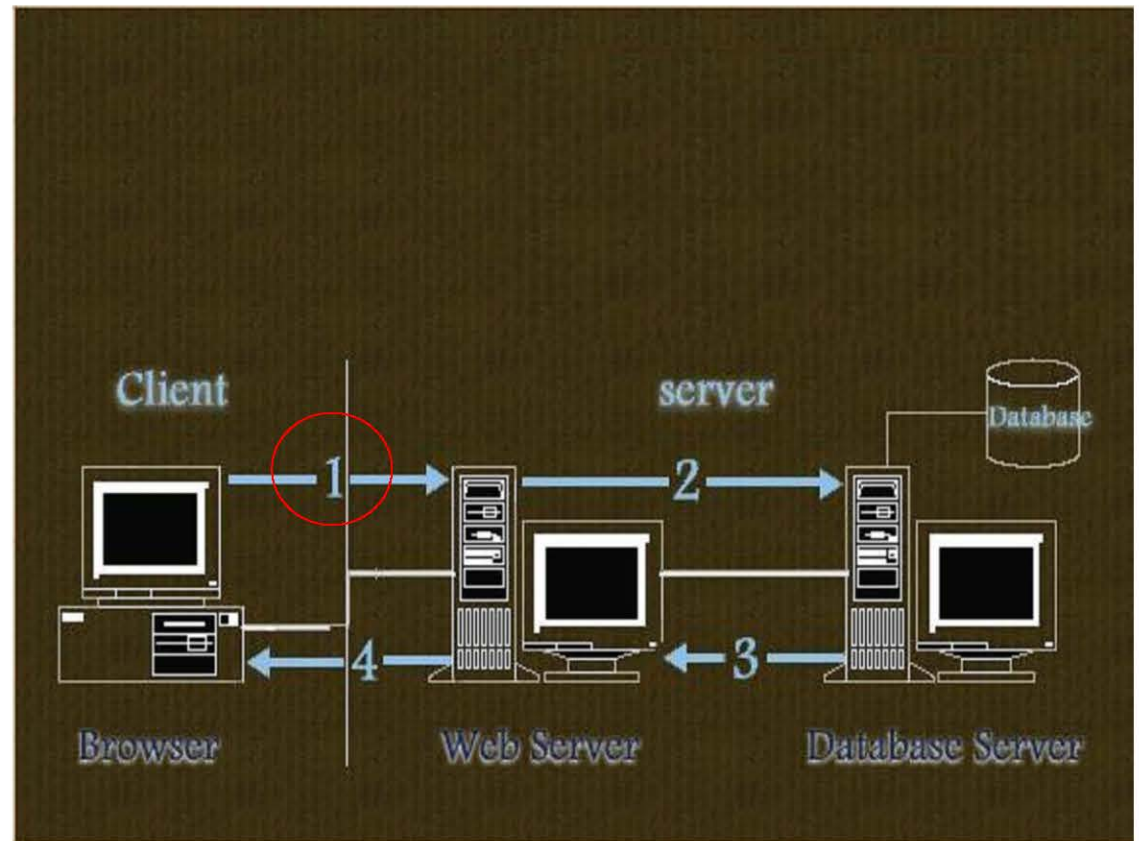 Client
server
Database
1
2
4
3
Browser
Web Server
Database Server